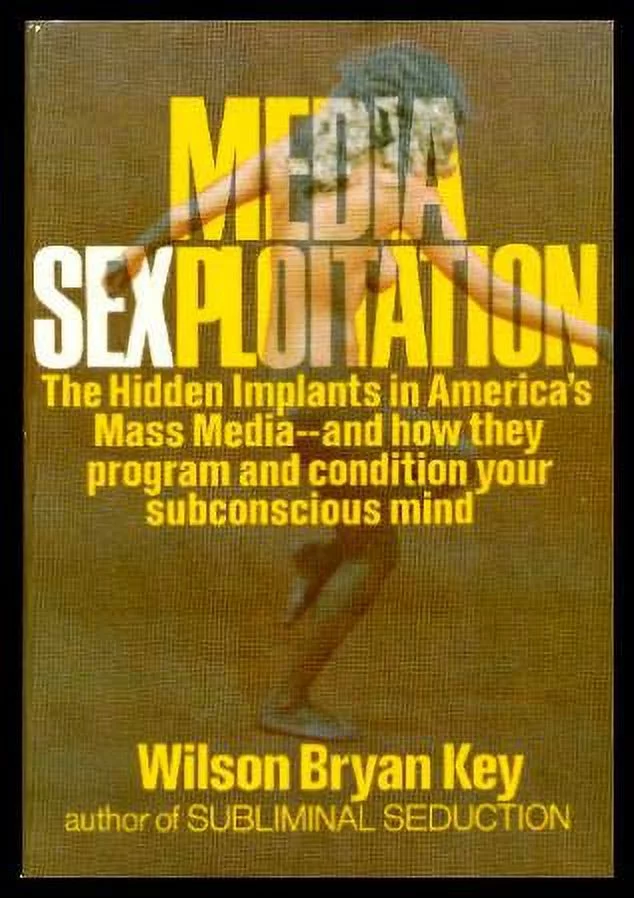 MEDIA
SEXPLOITATION
The Hidden Implants in America's
Mass Media--and how they
program and condition your
subconscious mind
Wilson Bryan Key
author of SUBLIMINAL SEDUCTION